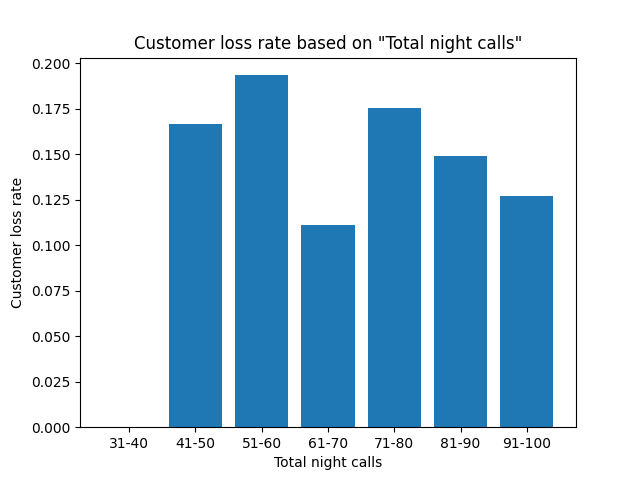 Customer loss rate based on "Total night calls"
0.200
0.175
0.150
0.125
0.100
0.075
0.050
0.025
0.000
Customer loss rate
31-40 41-50 51-60 61-70 71-80 81-90 91-100
Total night calls